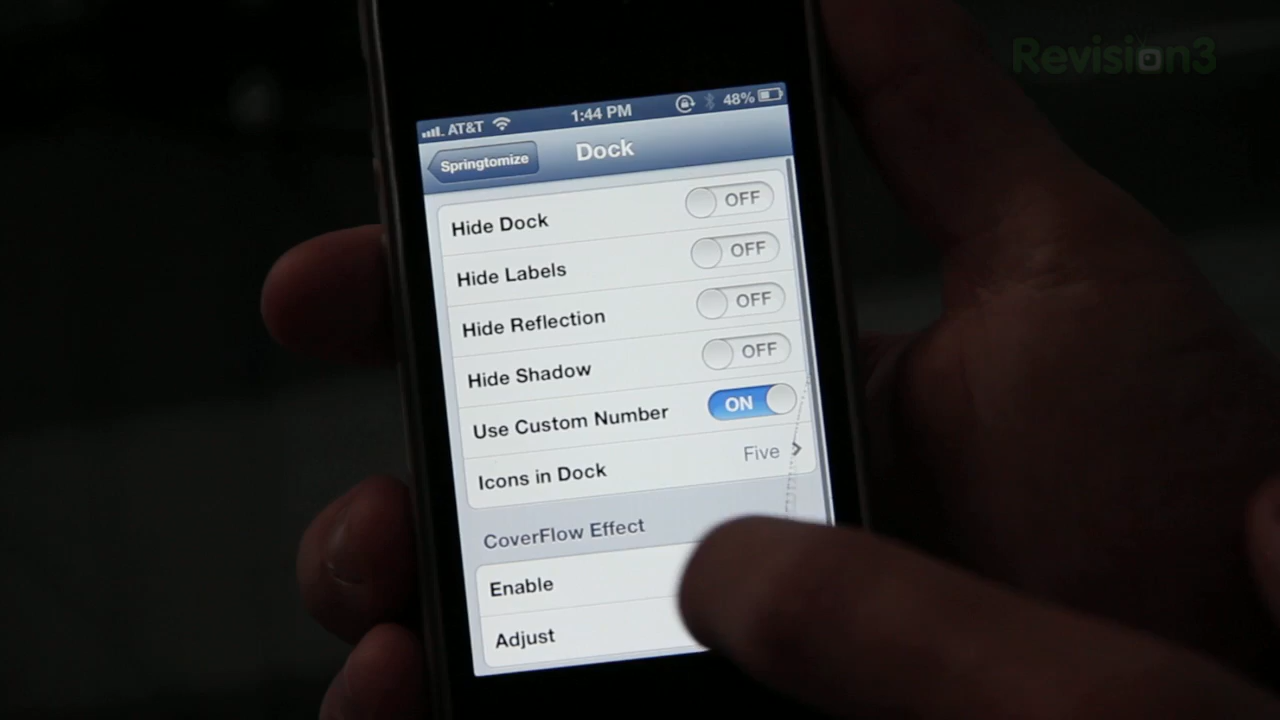 Revision3
AT&T 1:44 PM 48%
Springtomize Dock
Hide Dock OFF
Hide Labels OFF
Hide Reflection OFF
Hide Shadow OFF
Use Custom Number ON
Icons in Dock Five
CoverFlow Effect
Enable
Adjust